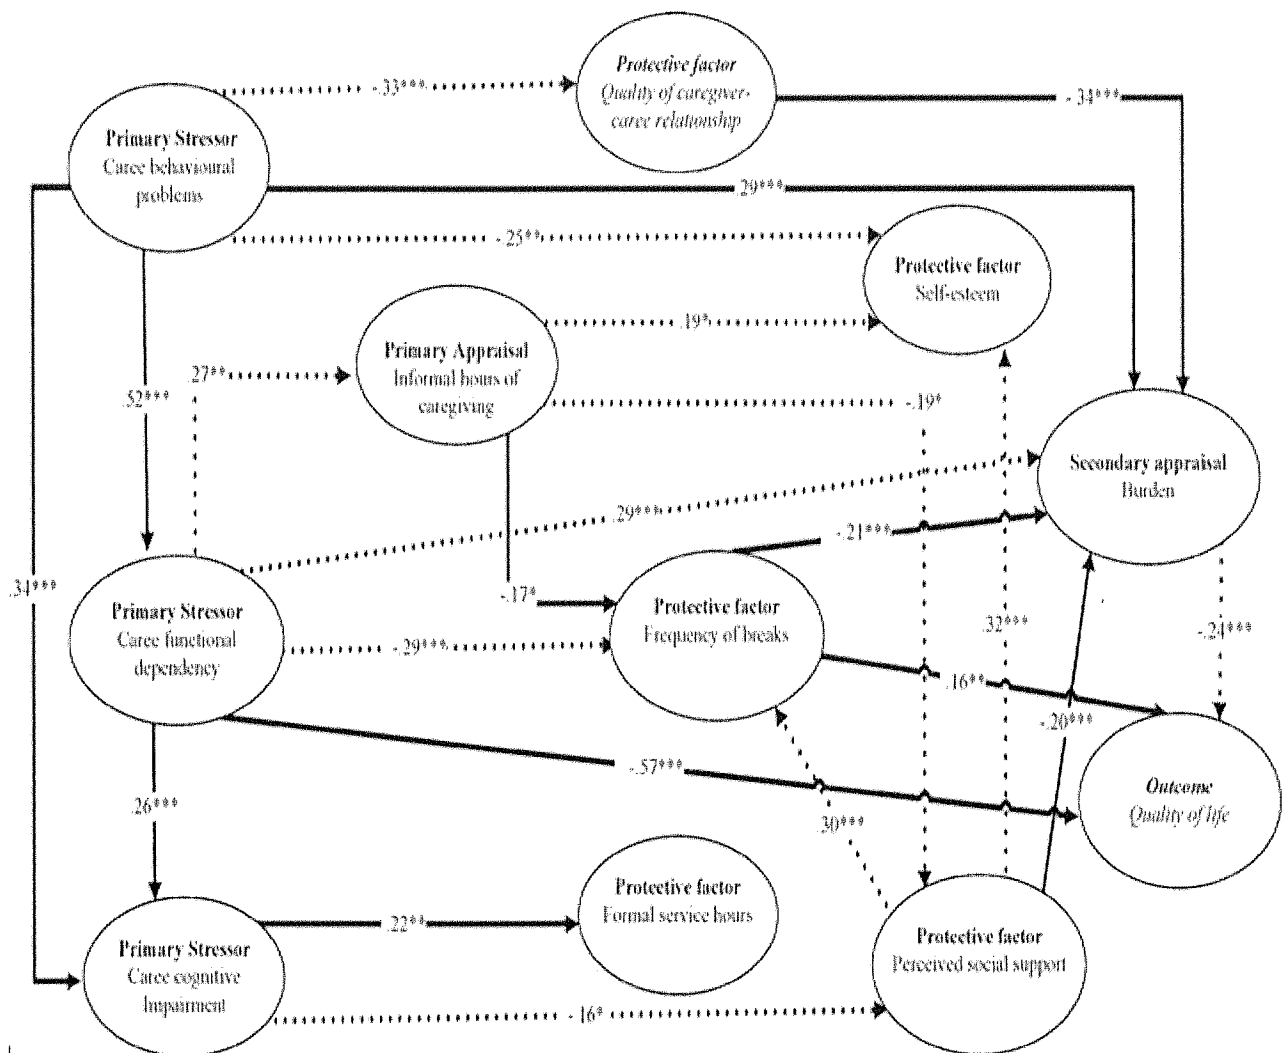 Protective factor
Quality of caregiver-
caree relationship
-.33***
-.34***
Primary Stressor
Caree behavioural
problems
.29***
-.25**
Protective factor
Self-esteem
.19*
Primary Appraisal
Informal hours of
caregiving
.27**
.52***
-.19*
Secondary appraisal
Burden
.29***
-.21***
.34***
-.17*
Primary Stressor
Caree functional
dependency
Protective factor
Frequency of breaks
.32***
-.24***
-.29***
.16**
-.20***
-.57***
Outcome
Quality of life
.26***
.30***
Protective factor
Formal service hours
.22**
Primary Stressor
Caree cognitive
Impairment
Protective factor
Perceived social support
-.16*